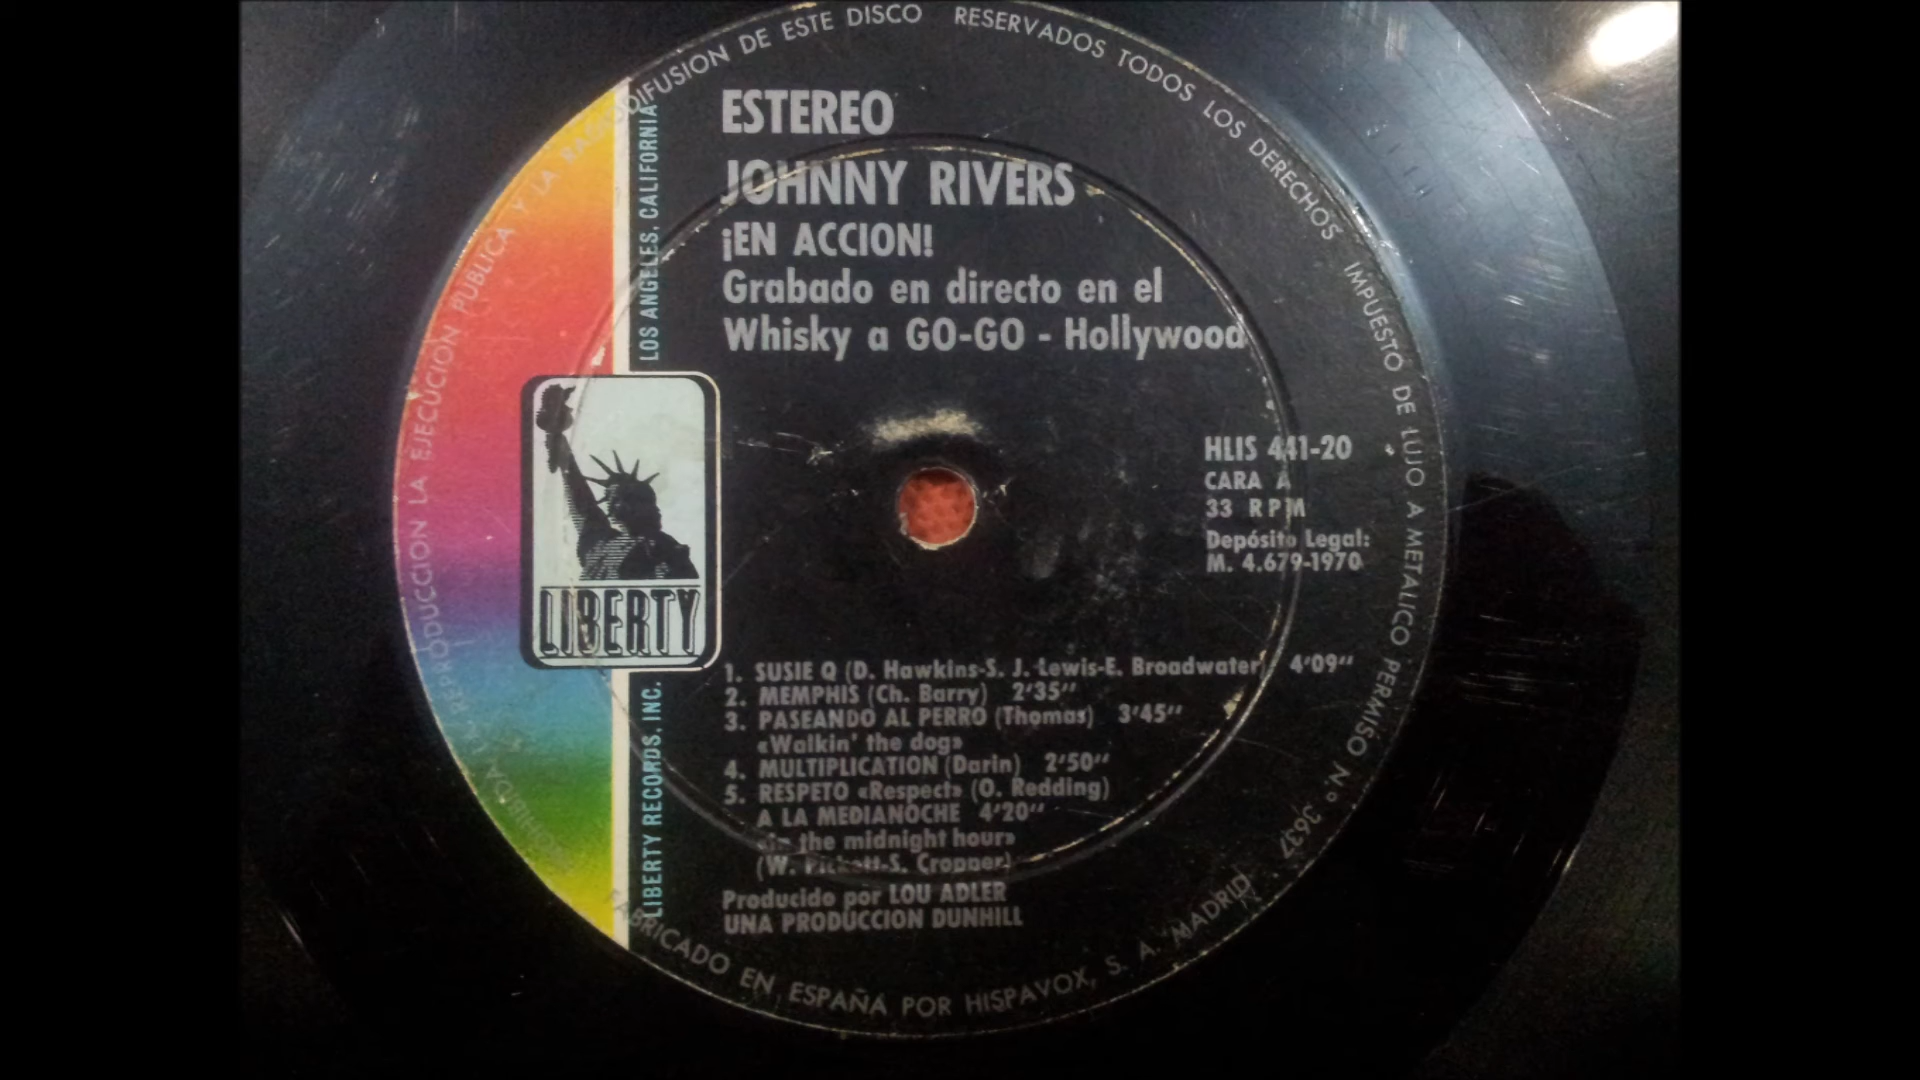 PROHIBIDA LA REPRODUCCION LA EJECUCION PUBLICA Y LA RADIODIFUSION DE ESTE DISCO RESERVADOS TODOS LOS DERECHOS IMPUESTO DE LUJO A METALICO PERMISO N.º 3637
ESTEREO
JOHNNY RIVERS
¡EN ACCION!
Grabado en directo en el
Whisky a GO-GO - Hollywood
LIBERTY RECORDS, INC. LOS ANGELES, CALIFORNIA
LIBERTY
HLIS 441-20
CARA A
33 RPM
Depósito Legal:
M. 4.679-1970
1. SUSIE Q (D. Hawkins-S. J. Lewis-E. Broadwater) 4'09''
2. MEMPHIS (Ch. Barry) 2'35''
3. PASEANDO AL PERRO (Thomas) 3'45''
«Walkin' the dog»
4. MULTIPLICATION (Darin) 2'50''
5. RESPETO «Respect» (O. Redding)
A LA MEDIANOCHE 4'20''
«In the midnight hour»
(W. Pickett-S. Cropper)
Producido por LOU ADLER
UNA PRODUCCION DUNHILL
FABRICADO EN ESPAÑA POR HISPAVOX, S. A. MADRID